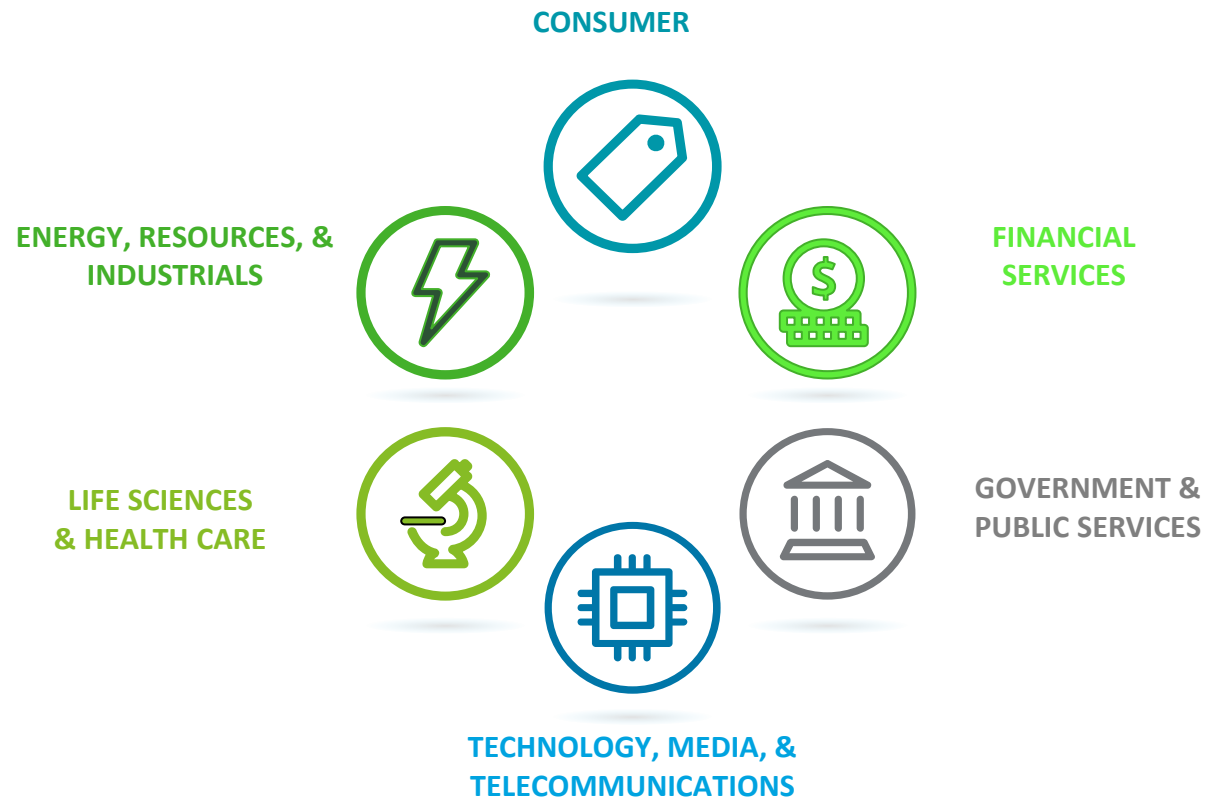 CONSUMER
ENERGY, RESOURCES, &
INDUSTRIALS
FINANCIAL
SERVICES
$
LIFE SCIENCES
& HEALTH CARE
GOVERNMENT &
PUBLIC SERVICES
TECHNOLOGY, MEDIA, &
TELECOMMUNICATIONS